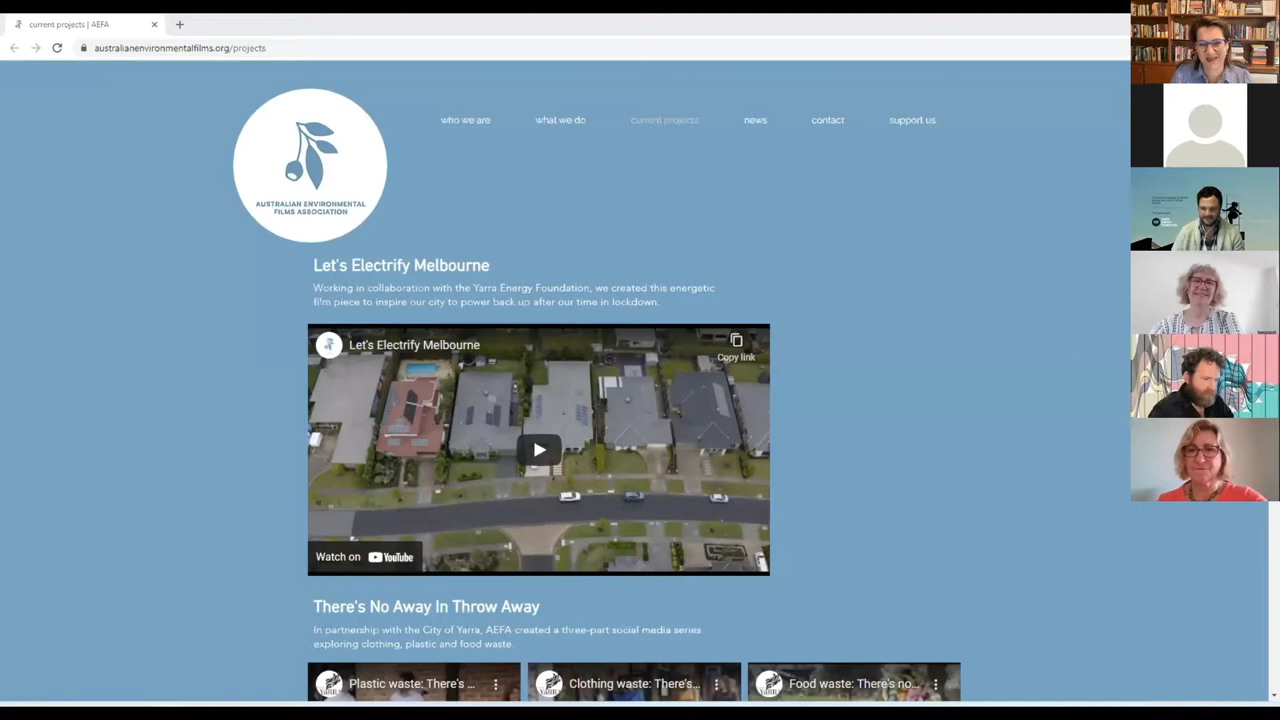 current projects | AEFA
australianenvironmentalfilms.org/projects
who we are
what we do
current projects
news
contact
support us
AUSTRALIAN ENVIRONMENTAL
FILMS ASSOCIATION
Let's Electrify Melbourne
Working in collaboration with the Yarra Energy Foundation, we created this energetic
film piece to inspire our city to power back up after our time in lockdown.
Let's Electrify Melbourne
Copy link
Watch on YouTube
There's No Away In Throw Away
In partnership with the City of Yarra, AEFA created a three-part social media series
exploring clothing, plastic and food waste.
Plastic waste: There's ...
Clothing waste: There's...
Food waste: There's no...